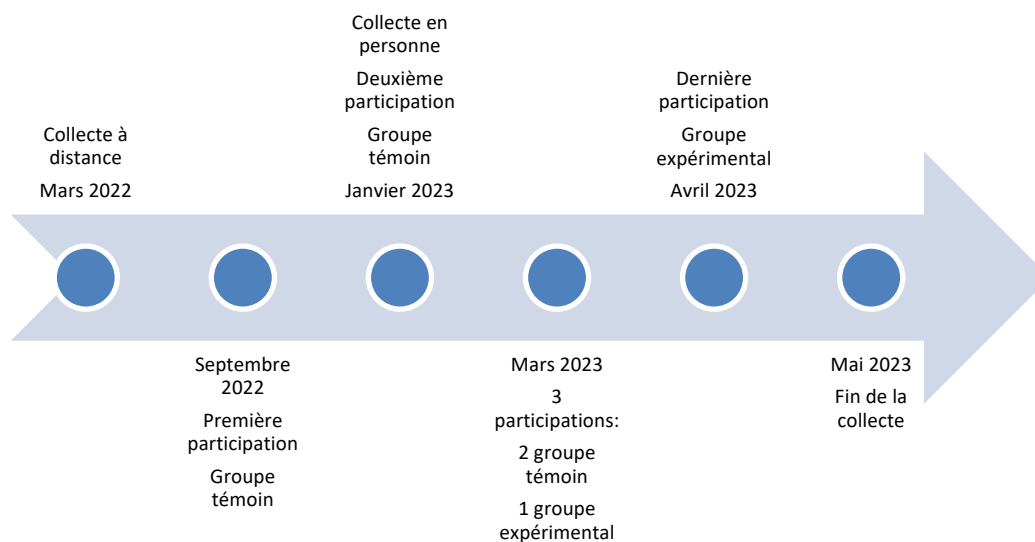 Collecte à
distance
Mars 2022
Septembre
2022
Première
participation
Groupe
témoin
Collecte en
personne
Deuxième
participation
Groupe
témoin
Janvier 2023
Mars 2023
3
participations:
2 groupe
témoin
1 groupe
expérimental
Dernière
participation
Groupe
expérimental
Avril 2023
Mai 2023
Fin de la
collecte